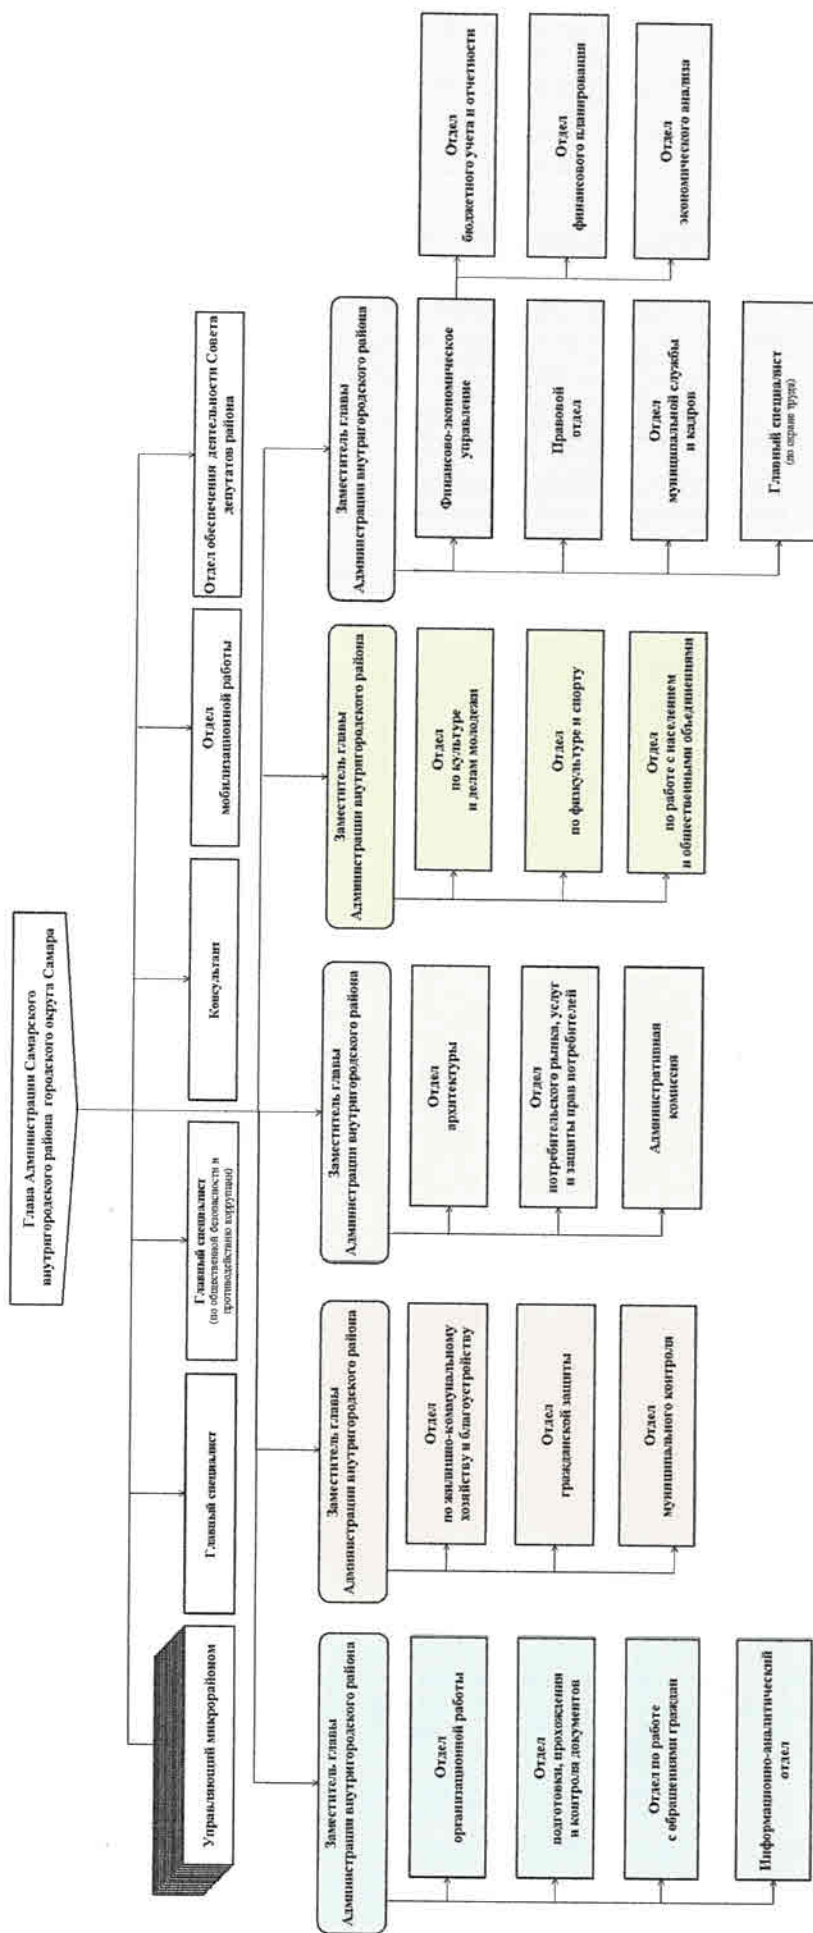 Глава Администрации Самарского
внутригородского района городского округа Самара
Управляющий микрорайоном
Главный специалист
Главный специалист
(по общественной безопасности и
противодействию коррупции)
Консультант
Отдел
мобилизационной работы
Отдел обеспечения деятельности Совета
депутатов района
Заместитель главы
Администрации внутригородского района
Отдел
организационной работы
Отдел
подготовки, прохождения
и контроля документов
Отдел по работе
с обращениями граждан
Информационно-аналитический
отдел
Заместитель главы
Администрации внутригородского района
Отдел
по жилищно-коммунальному
хозяйству и благоустройству
Отдел
гражданской защиты
Отдел
муниципального контроля
Заместитель главы
Администрации внутригородского района
Отдел
архитектуры
Отдел
потребительского рынка, услуг
и защиты прав потребителей
Административная
комиссия
Заместитель главы
Администрации внутригородского района
Отдел
по культуре
и делам молодежи
Отдел
по физкультуре и спорту
Отдел
по работе с населением
и общественными объединениями
Заместитель главы
Администрации внутригородского района
Финансово-экономическое
управление
Правовой
отдел
Отдел
муниципальной службы
и кадров
Главный специалист
(по охране труда)
Отдел
бюджетного учета и отчетности
Отдел
финансового планирования
Отдел
экономического анализа